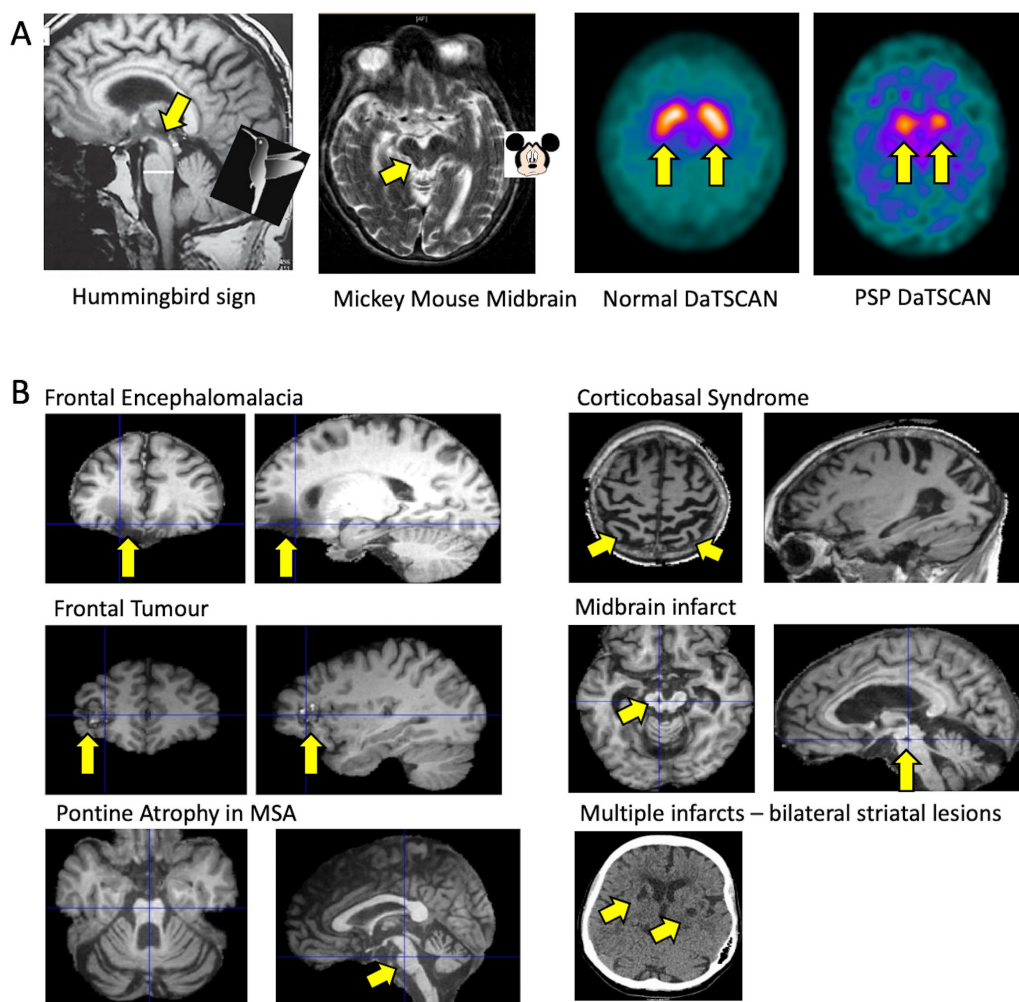 A
[AF]
Hummingbird sign
Mickey Mouse Midbrain
Normal DaTSCAN
PSP DaTSCAN
B
Frontal Encephalomalacia
Corticobasal Syndrome
Frontal Tumour
Midbrain infarct
Pontine Atrophy in MSA
Multiple infarcts – bilateral striatal lesions